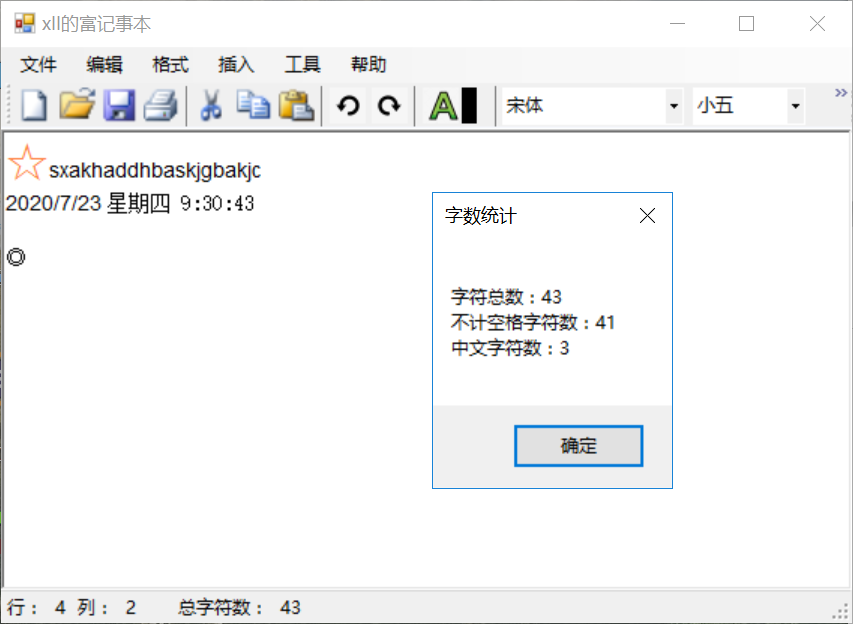 xll的富记事本
文件 编辑 格式 插入 工具 帮助
A 宋体 小五
☆sxakhaddhbaskjgbakjc
2020/7/23 星期四 9:30:43
◎
字数统计
字符总数：43
不计空格字符数：41
中文字符数：3
确定
行： 4 列： 2 总字符数： 43